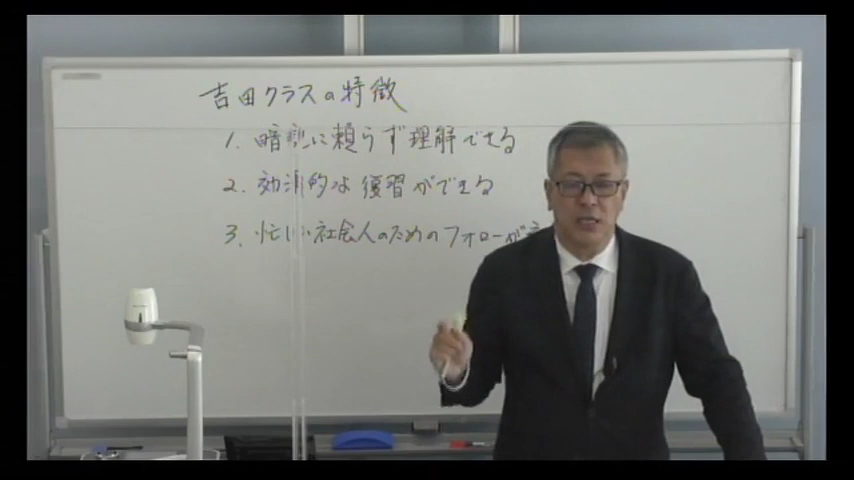 吉田クラスの特徴
1. 暗記に頼らず理解できる
2. 効率的な復習ができる
3. 忙しい社会人のためのフォローが